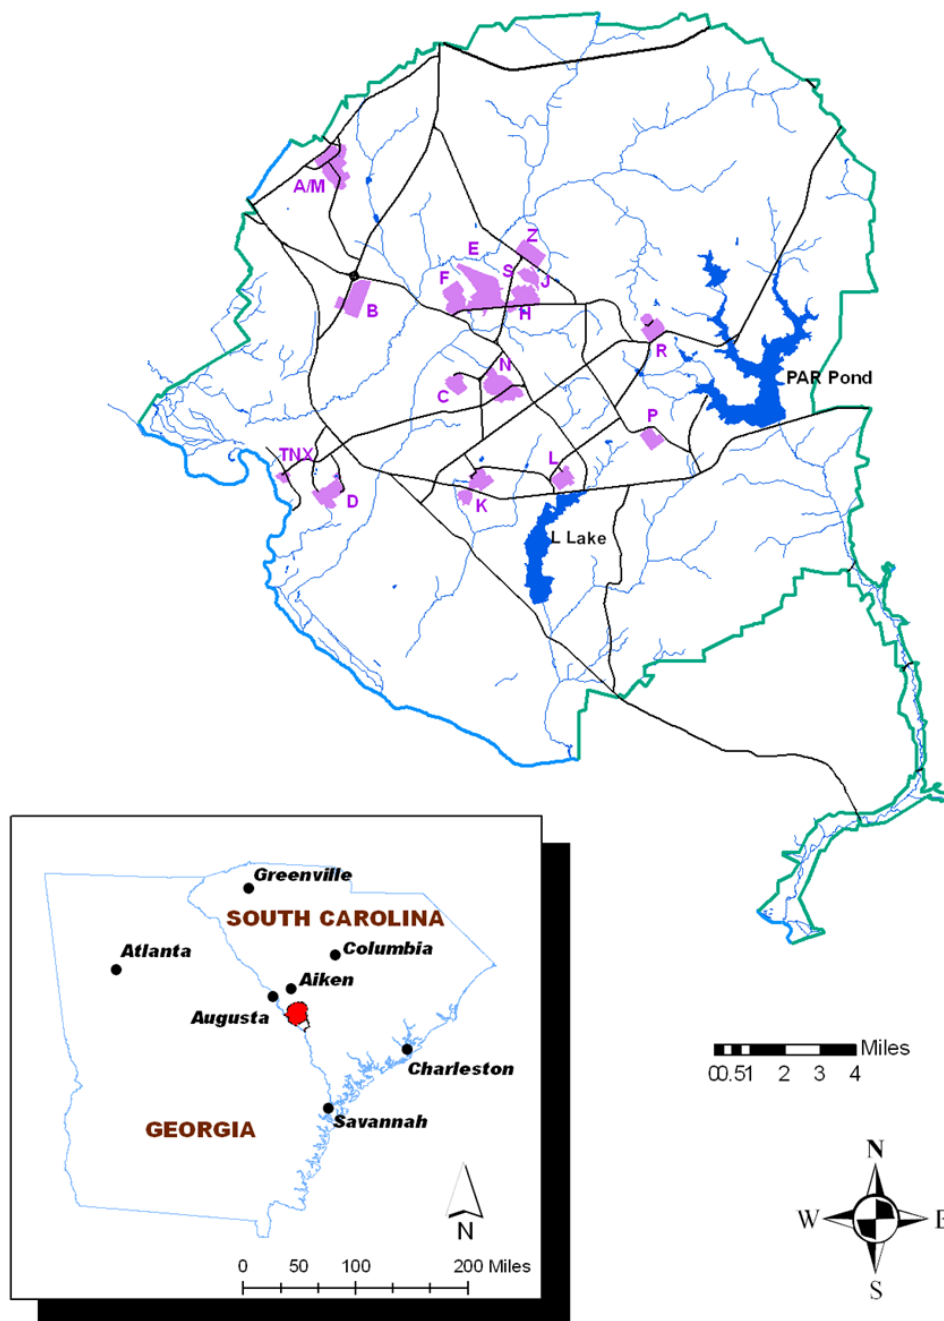 A/M
Z
E
S
F
J
B
H
R
N
PAR Pond
C
P
TNX
L
D
K
L Lake
Greenville
SOUTH CAROLINA
Atlanta
Columbia
Aiken
Augusta
Charleston
Savannah
GEORGIA
N
0 50 100 200 Miles
Miles
0 0.5 1 2 3 4
N
W E
S